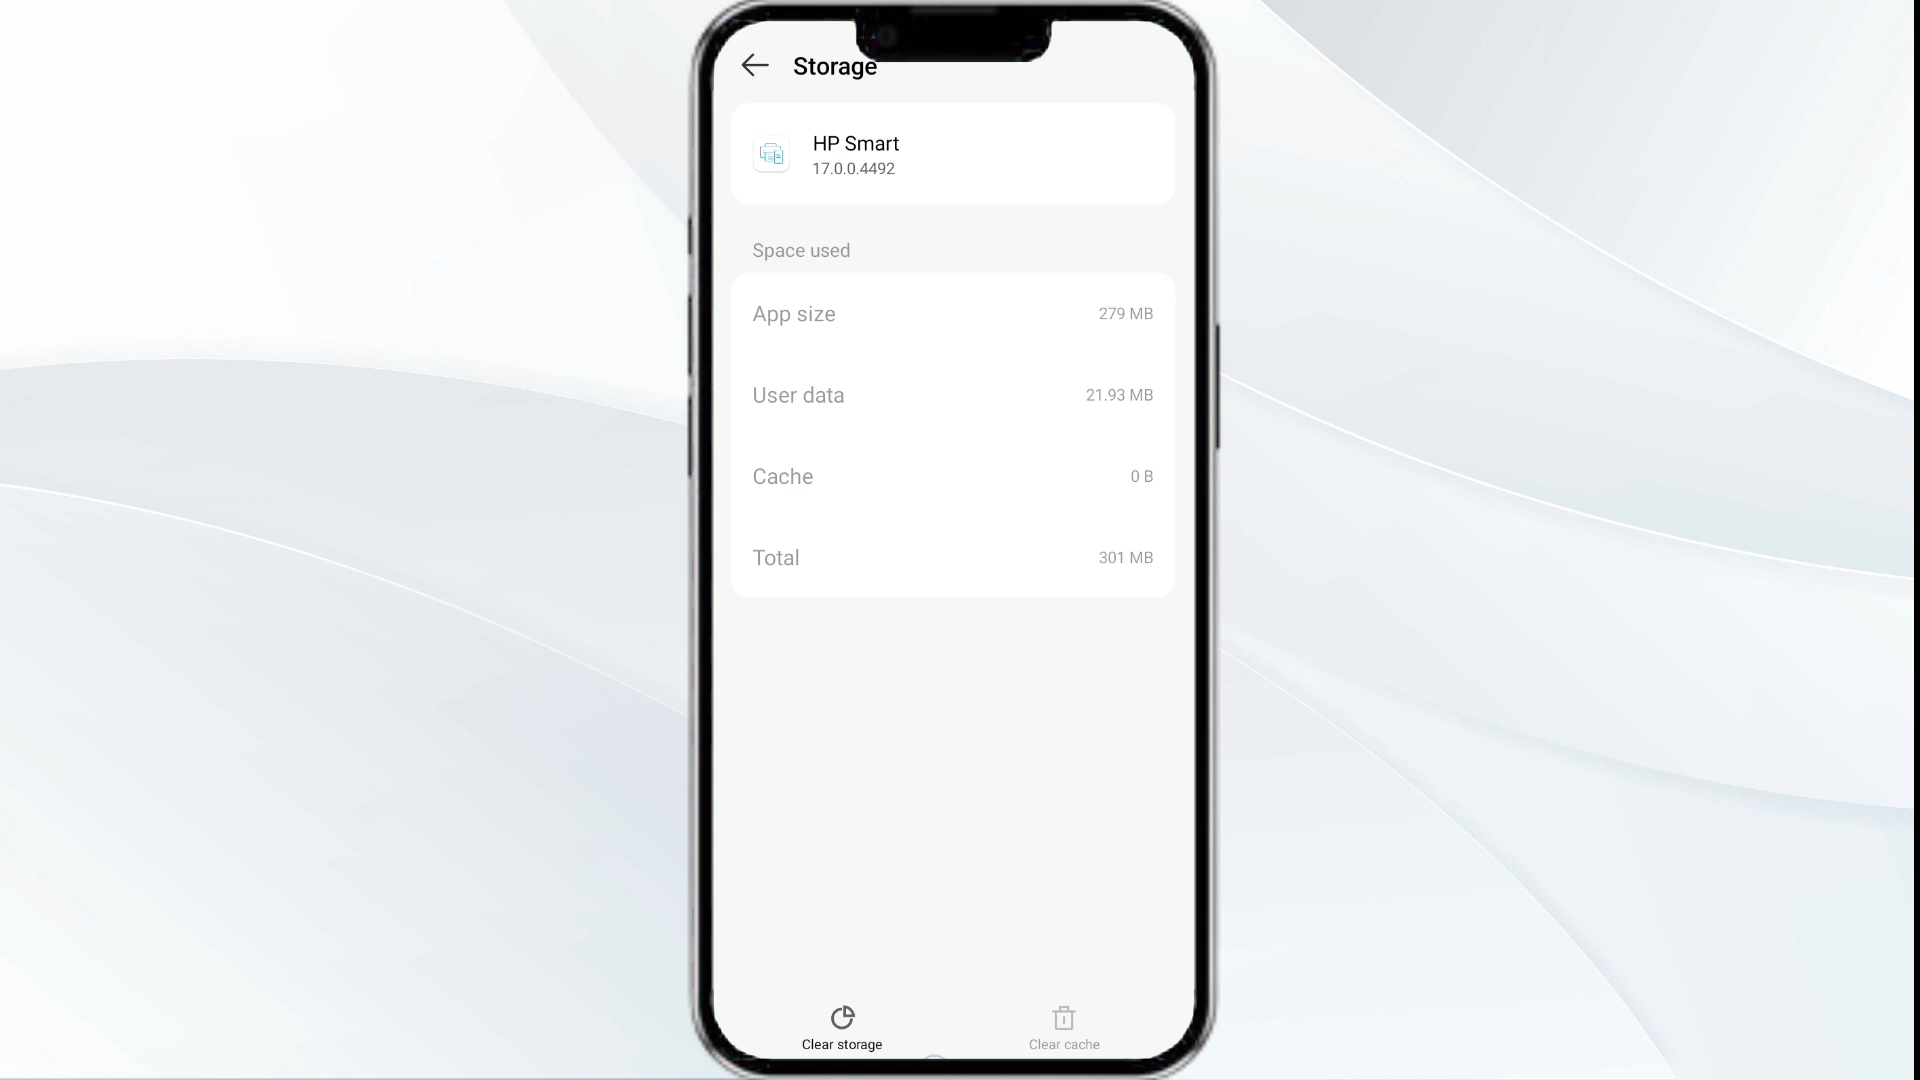 Storage
HP Smart
17.0.0.4492
Space used
App size 279 MB
User data 21.93 MB
Cache 0 B
Total 301 MB
Clear storage Clear cache